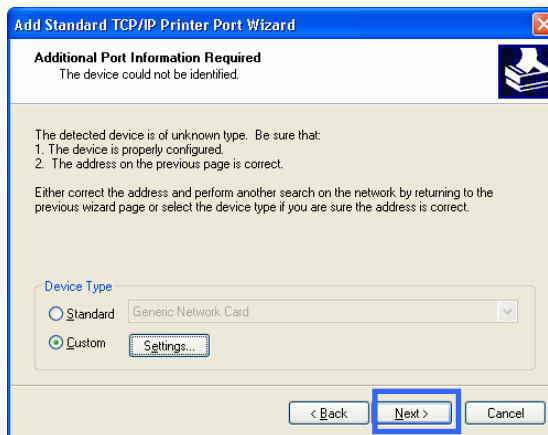 Add Standard TCP/IP Printer Port Wizard
Additional Port Information Required
The device could not be identified.
The detected device is of unknown type. Be sure that:
1. The device is properly configured.
2. The address on the previous page is correct.
Either correct the address and perform another search on the network by returning to the
previous wizard page or select the device type if you are sure the address is correct.
Device Type
Standard Generic Network Card
Custom Settings...
< Back Next > Cancel